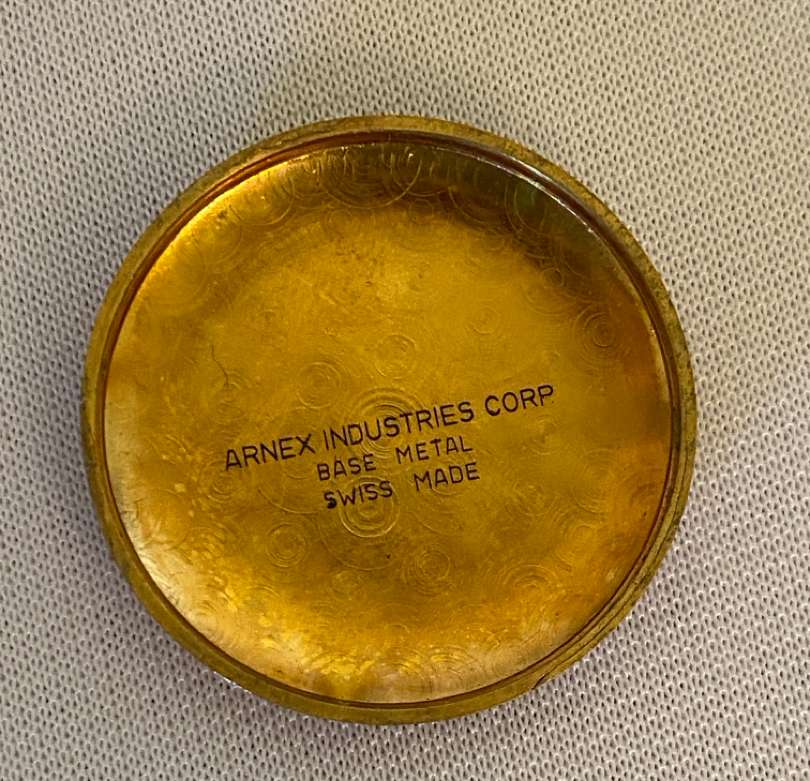 ARNEX INDUSTRIES CORP
BASE METAL
SWISS MADE